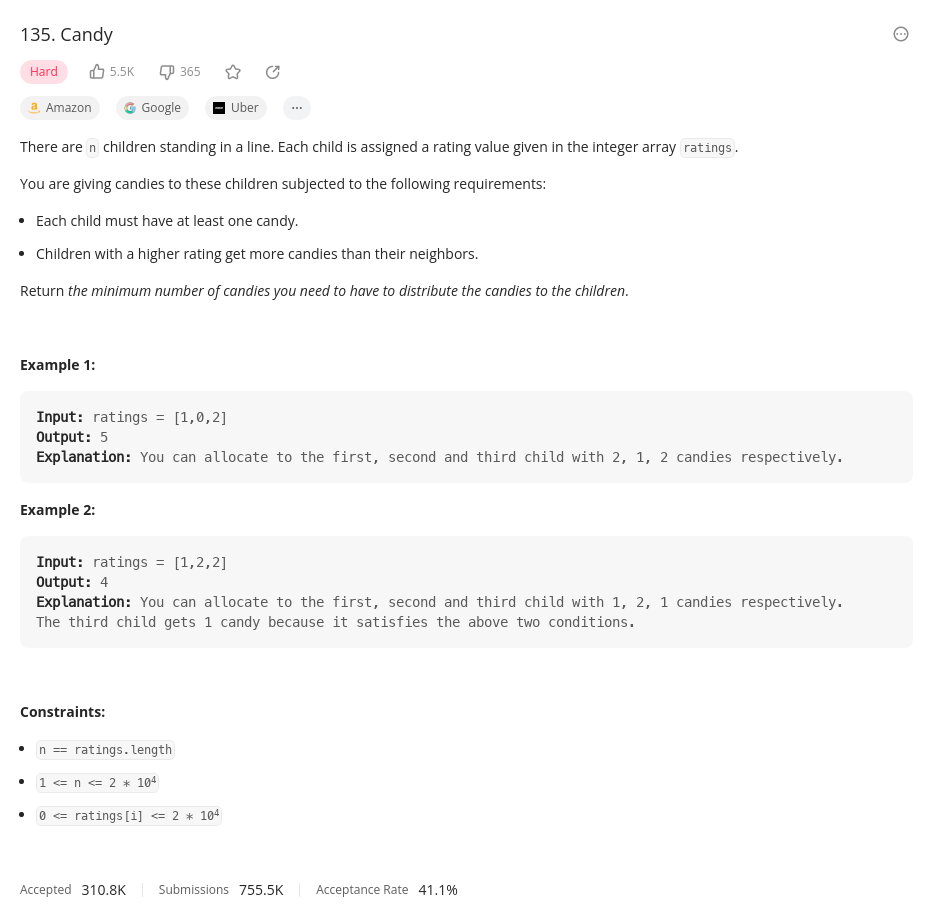 135. Candy
Hard 5.5K 365
Amazon Google Uber ...
There are n children standing in a line. Each child is assigned a rating value given in the integer array ratings.
You are giving candies to these children subjected to the following requirements:
• Each child must have at least one candy.
• Children with a higher rating get more candies than their neighbors.
Return the minimum number of candies you need to have to distribute the candies to the children.
Example 1:
Input: ratings = [1,0,2]
Output: 5
Explanation: You can allocate to the first, second and third child with 2, 1, 2 candies respectively.
Example 2:
Input: ratings = [1,2,2]
Output: 4
Explanation: You can allocate to the first, second and third child with 1, 2, 1 candies respectively.
The third child gets 1 candy because it satisfies the above two conditions.
Constraints:
• n == ratings.length
• 1 <= n <= 2 * 10⁴
• 0 <= ratings[i] <= 2 * 10⁴
Accepted 310.8K Submissions 755.5K Acceptance Rate 41.1%